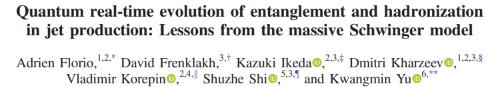 Quantum real-time evolution of entanglement and hadronization
in jet production: Lessons from the massive Schwinger model
Adrien Florio,1,2,* David Frenklakh,3,† Kazuki Ikeda,2,3,‡ Dmitri Kharzeev,1,2,3,§
Vladimir Korepin,2,4,∥ Shuzhe Shi,5,3,¶ and Kwangmin Yu6,**